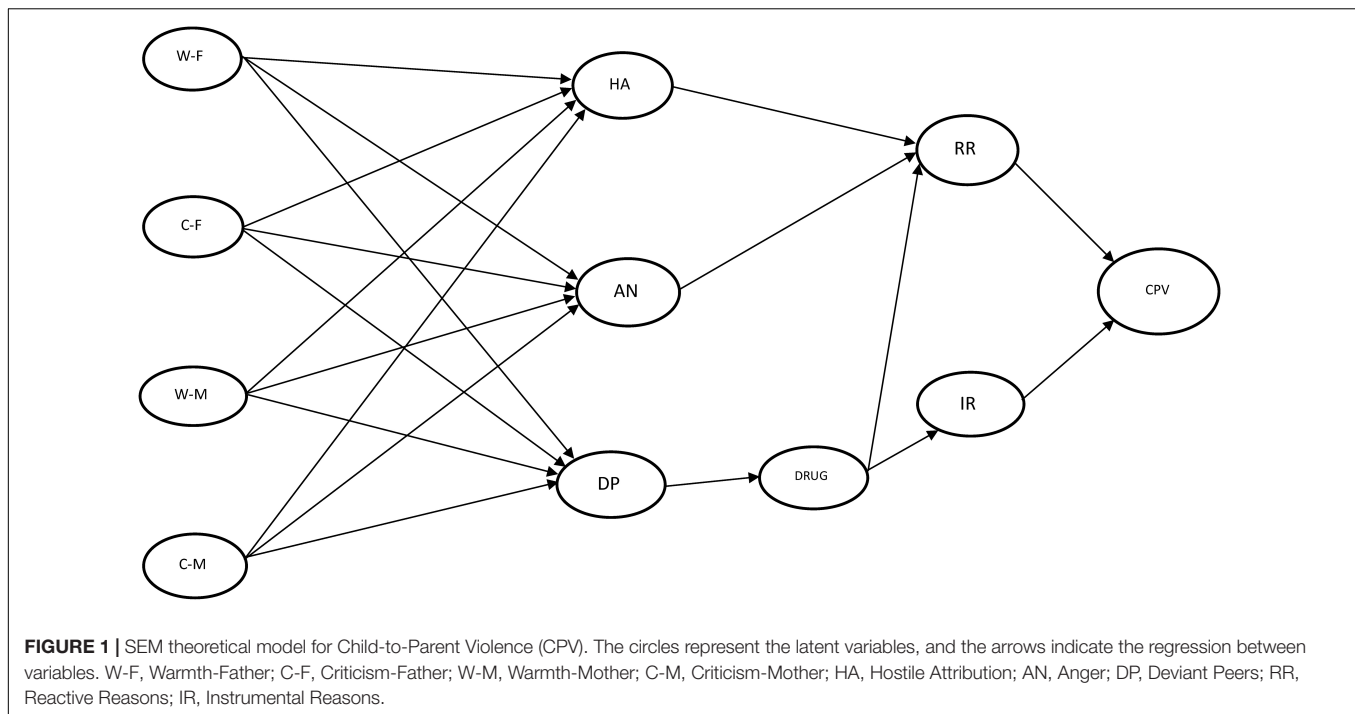 W-F
HA
RR
C-F
AN
CPV
W-M
IR
DP
DRUG
C-M
FIGURE 1 | SEM theoretical model for Child-to-Parent Violence (CPV). The circles represent the latent variables, and the arrows indicate the regression between
variables. W-F, Warmth-Father; C-F, Criticism-Father; W-M, Warmth-Mother; C-M, Criticism-Mother; HA, Hostile Attribution; AN, Anger; DP, Deviant Peers; RR,
Reactive Reasons; IR, Instrumental Reasons.